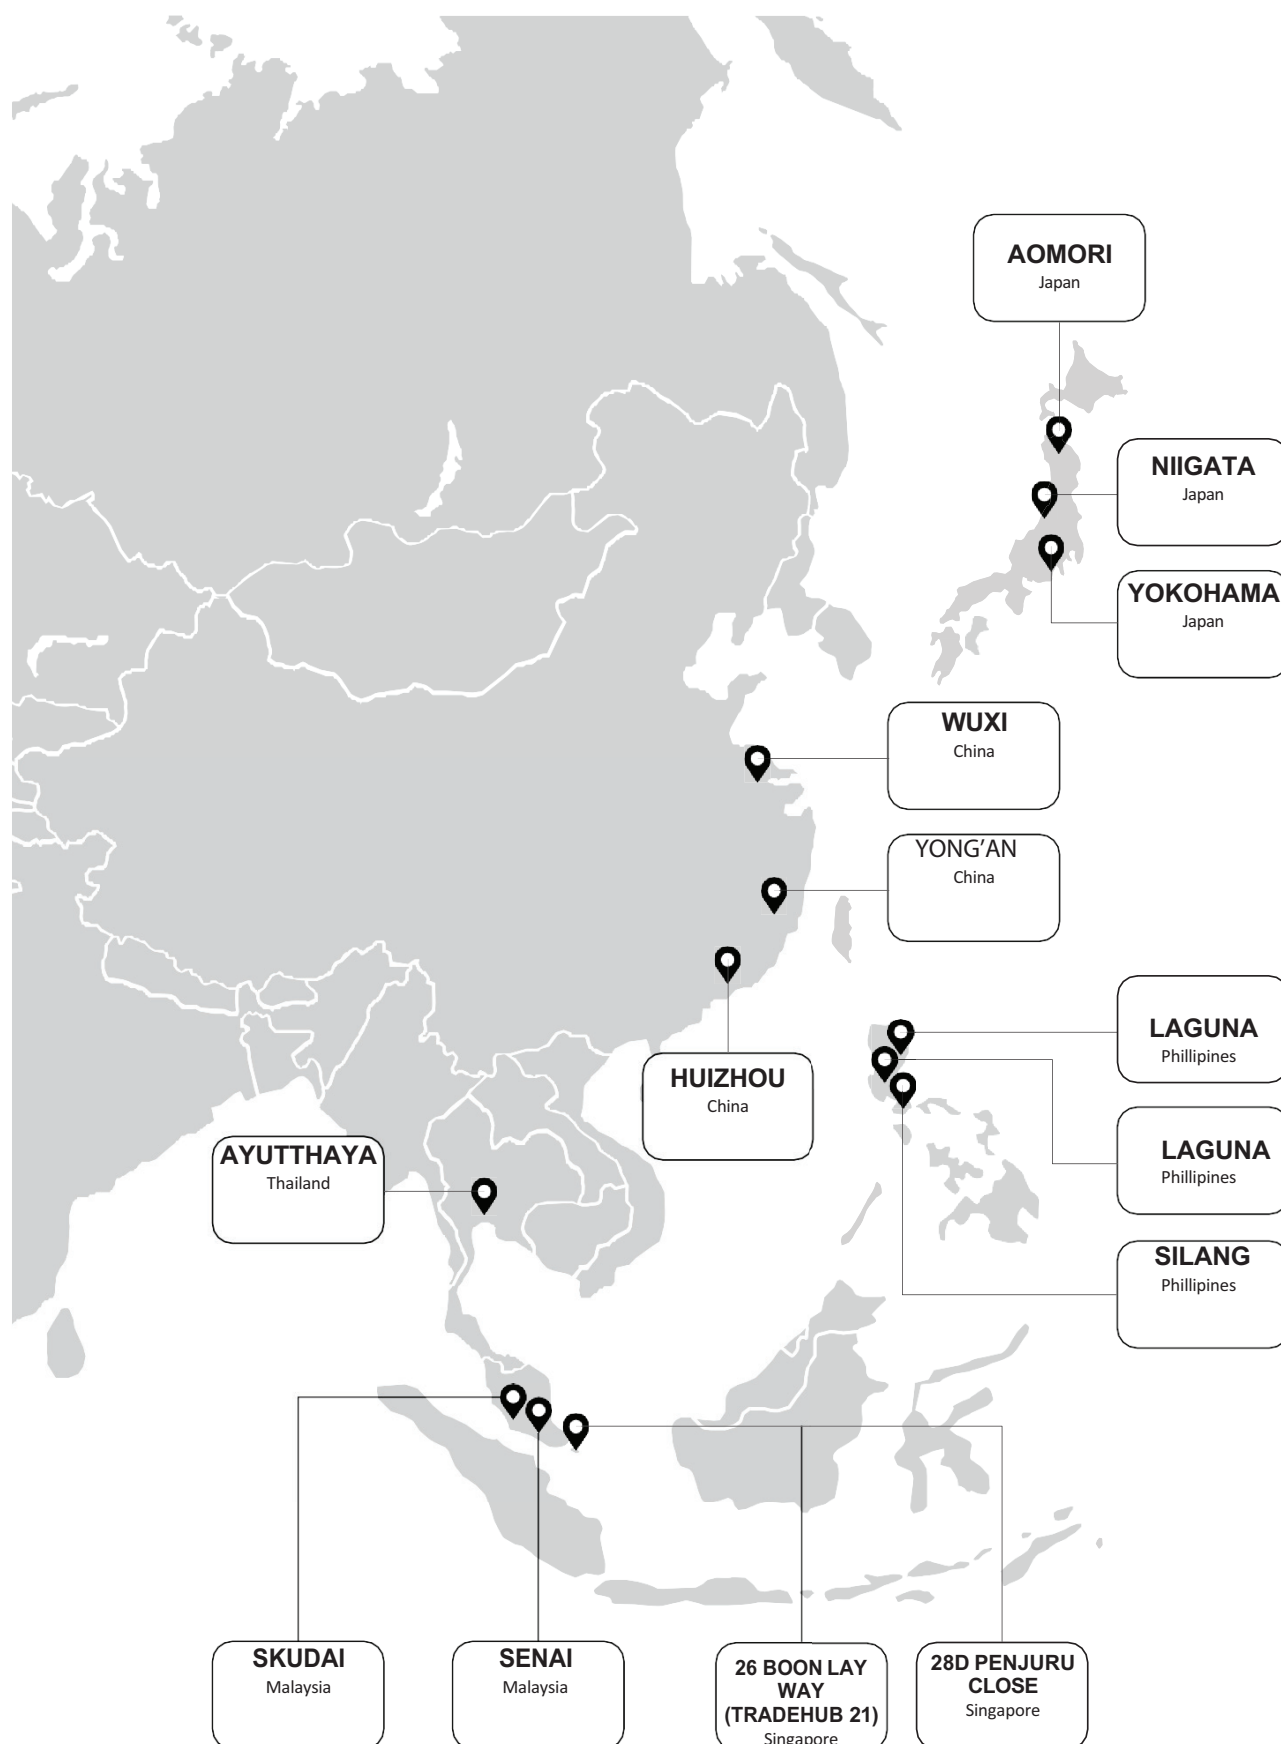 AOMORI
Japan
NIIGATA
Japan
YOKOHAMA
Japan
WUXI
China
YONG’AN
China
LAGUNA
Phillipines
HUIZHOU
China
LAGUNA
Phillipines
AYUTTHAYA
Thailand
SILANG
Phillipines
SKUDAI
Malaysia
SENAI
Malaysia
26 BOON LAY
WAY
(TRADEHUB 21)
Singapore
28D PENJURU
CLOSE
Singapore